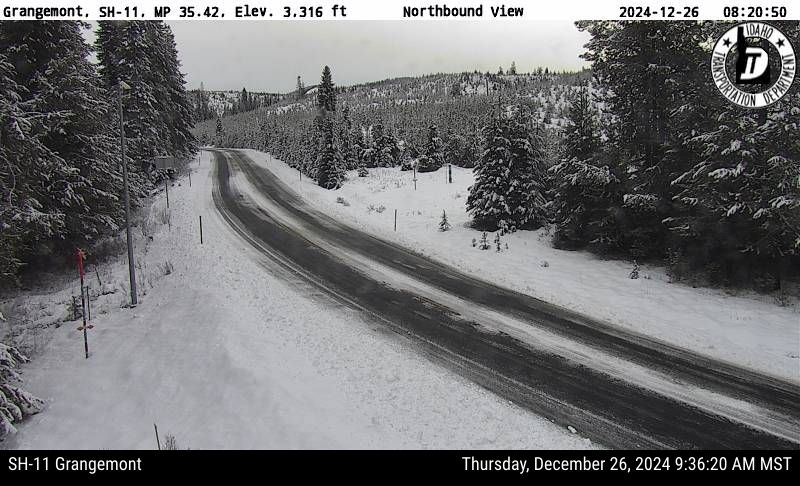 Grangemont, SH-11, MP 35.42, Elev. 3,316 ft Northbound View 2024-12-26 08:20:50
IDAHO
TRANSPORTATION DEPARTMENT
SH-11 Grangemont Thursday, December 26, 2024 9:36:20 AM MST